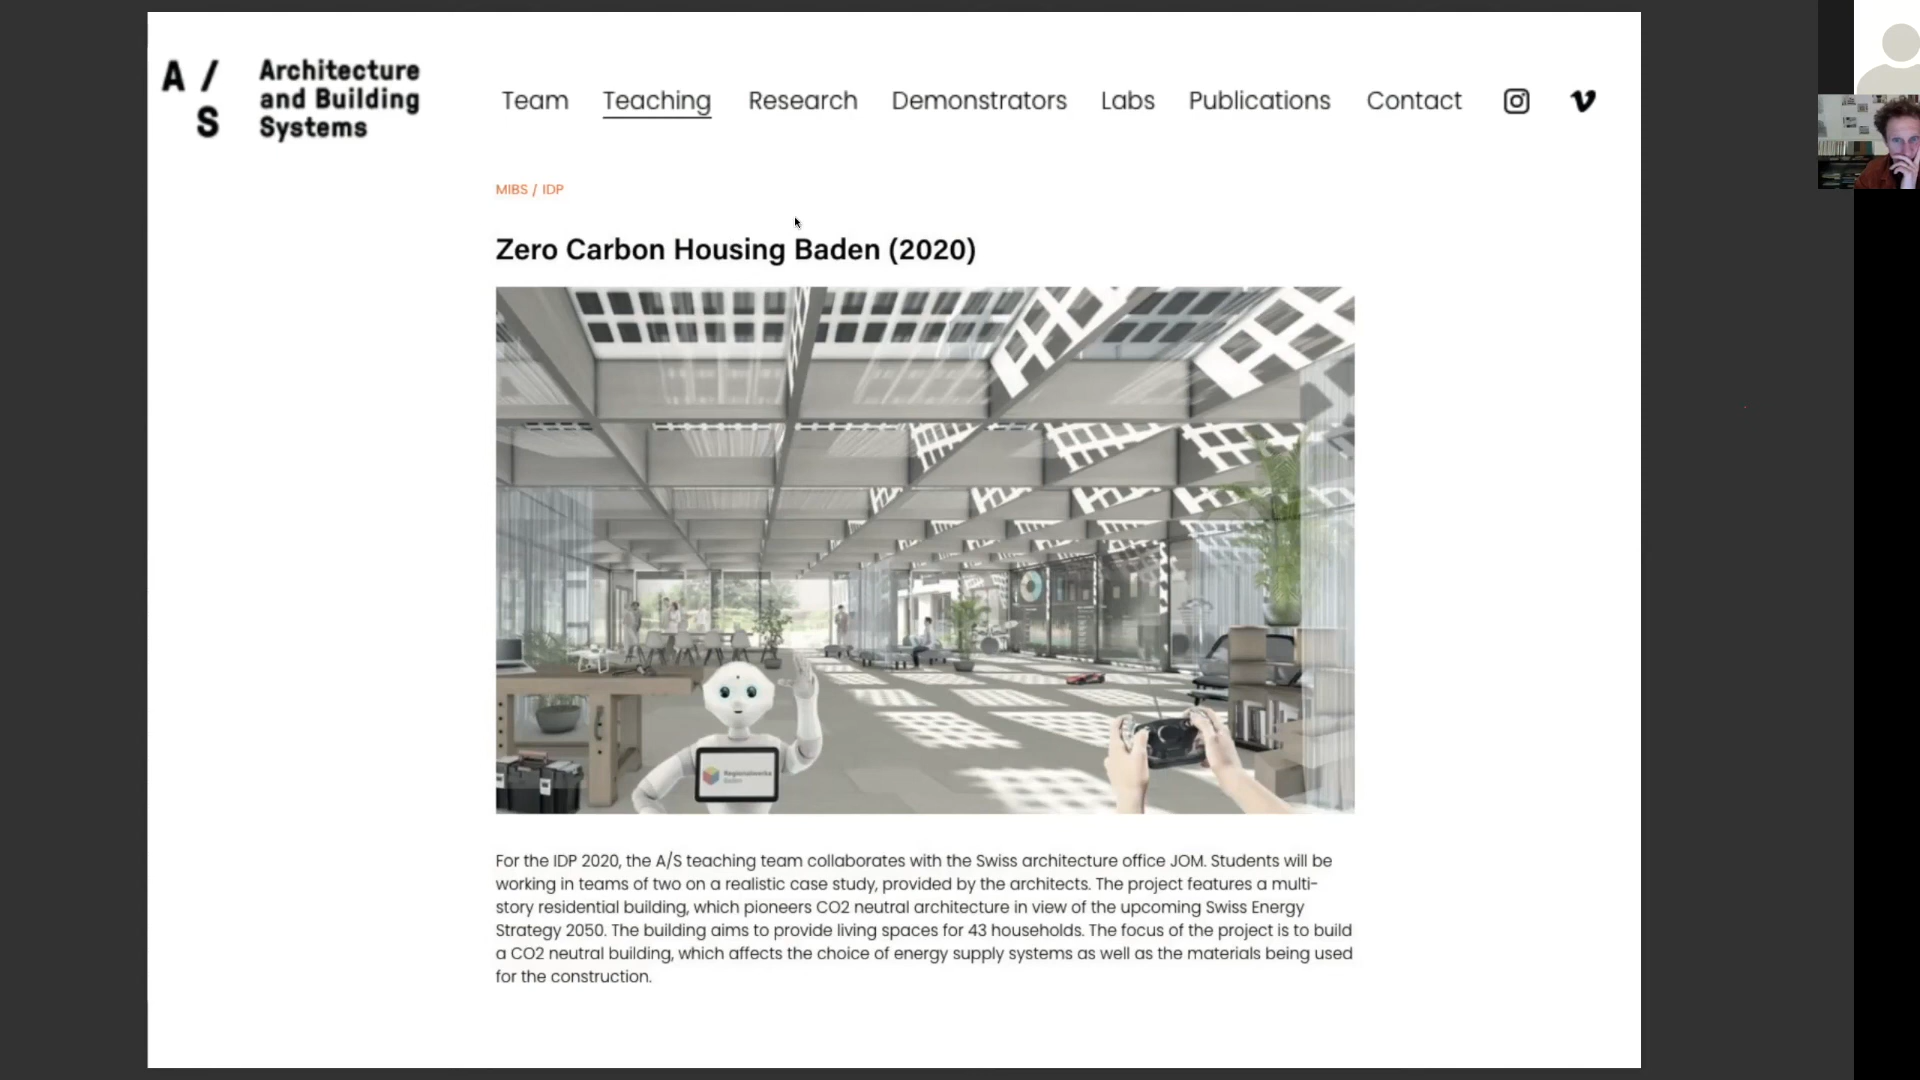 A / S
Architecture
and Building
Systems
Team Teaching Research Demonstrators Labs Publications Contact
MIBS / IDP
Zero Carbon Housing Baden (2020)
Regionalwerke
Baden
For the IDP 2020, the A/S teaching team collaborates with the Swiss architecture office JOM. Students will be
working in teams of two on a realistic case study, provided by the architects. The project features a multi-
story residential building, which pioneers CO2 neutral architecture in view of the upcoming Swiss Energy
Strategy 2050. The building aims to provide living spaces for 43 households. The focus of the project is to build
a CO2 neutral building, which affects the choice of energy supply systems as well as the materials being used
for the construction.